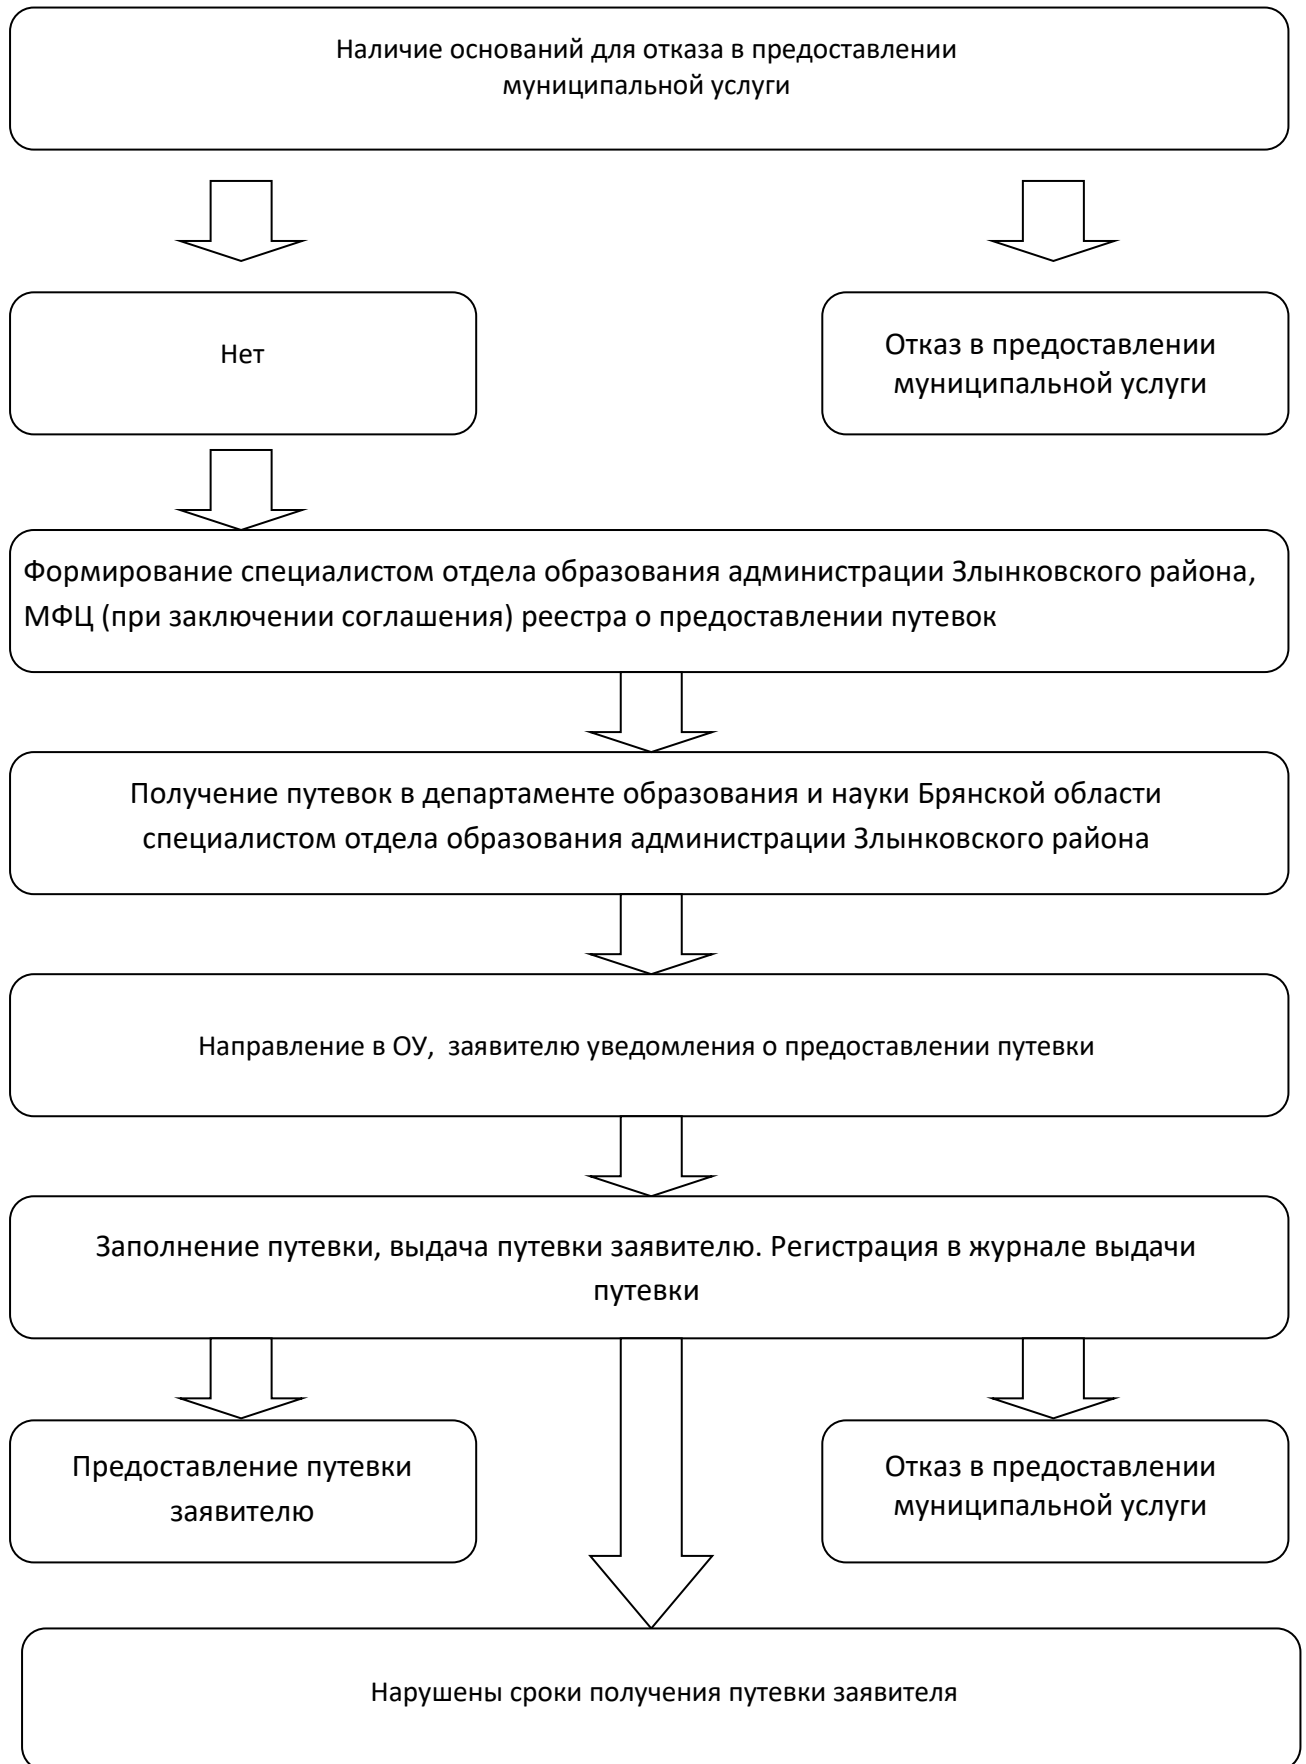 Наличие оснований для отказа в предоставлении
муниципальной услуги
Нет
Отказ в предоставлении
муниципальной услуги
Формирование специалистом отдела образования администрации Злынковского района,
МФЦ (при заключении соглашения) реестра о предоставлении путевок
Получение путевок в департаменте образования и науки Брянской области
специалистом отдела образования администрации Злынковского района
Направление в ОУ,  заявителю уведомления о предоставлении путевки
Заполнение путевки, выдача путевки заявителю. Регистрация в журнале выдачи
путевки
Предоставление путевки
заявителю
Отказ в предоставлении
муниципальной услуги
Нарушены сроки получения путевки заявителя